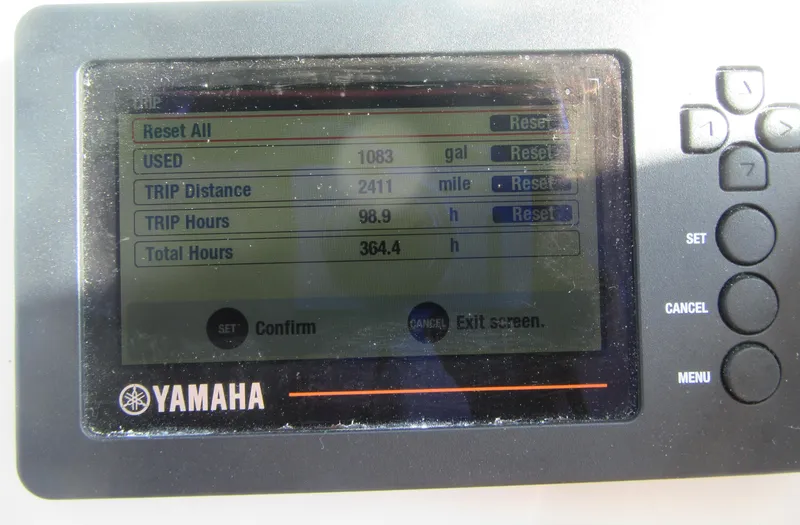 TRIP
Reset All Reset
USED 1083 gal Reset
TRIP Distance 2411 mile Reset
TRIP Hours 98.9 h Reset
Total Hours 364.4 h
SET Confirm CANCEL Exit screen.
YAMAHA
SET
CANCEL
MENU